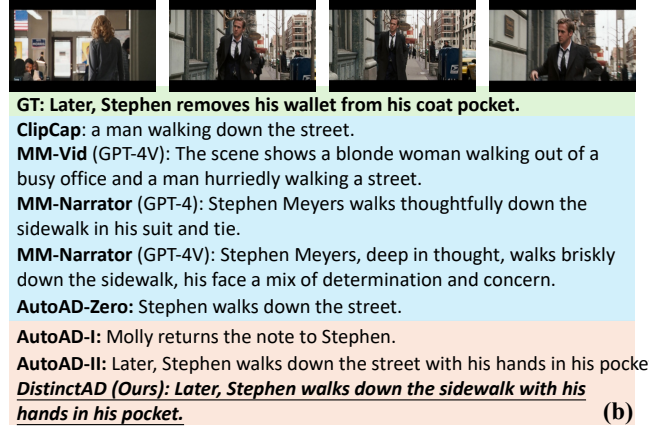 GT: Later, Stephen removes his wallet from his coat pocket.
ClipCap: a man walking down the street.
MM-Vid (GPT-4V): The scene shows a blonde woman walking out of a
busy office and a man hurriedly walking a street.
MM-Narrator (GPT-4): Stephen Meyers walks thoughtfully down the
sidewalk in his suit and tie.
MM-Narrator (GPT-4V): Stephen Meyers, deep in thought, walks briskly
down the sidewalk, his face a mix of determination and concern.
AutoAD-Zero: Stephen walks down the street.
AutoAD-I: Molly returns the note to Stephen.
AutoAD-II: Later, Stephen walks down the street with his hands in his pocke
DistinctAD (Ours): Later, Stephen walks down the sidewalk with his
hands in his pocket.
(b)